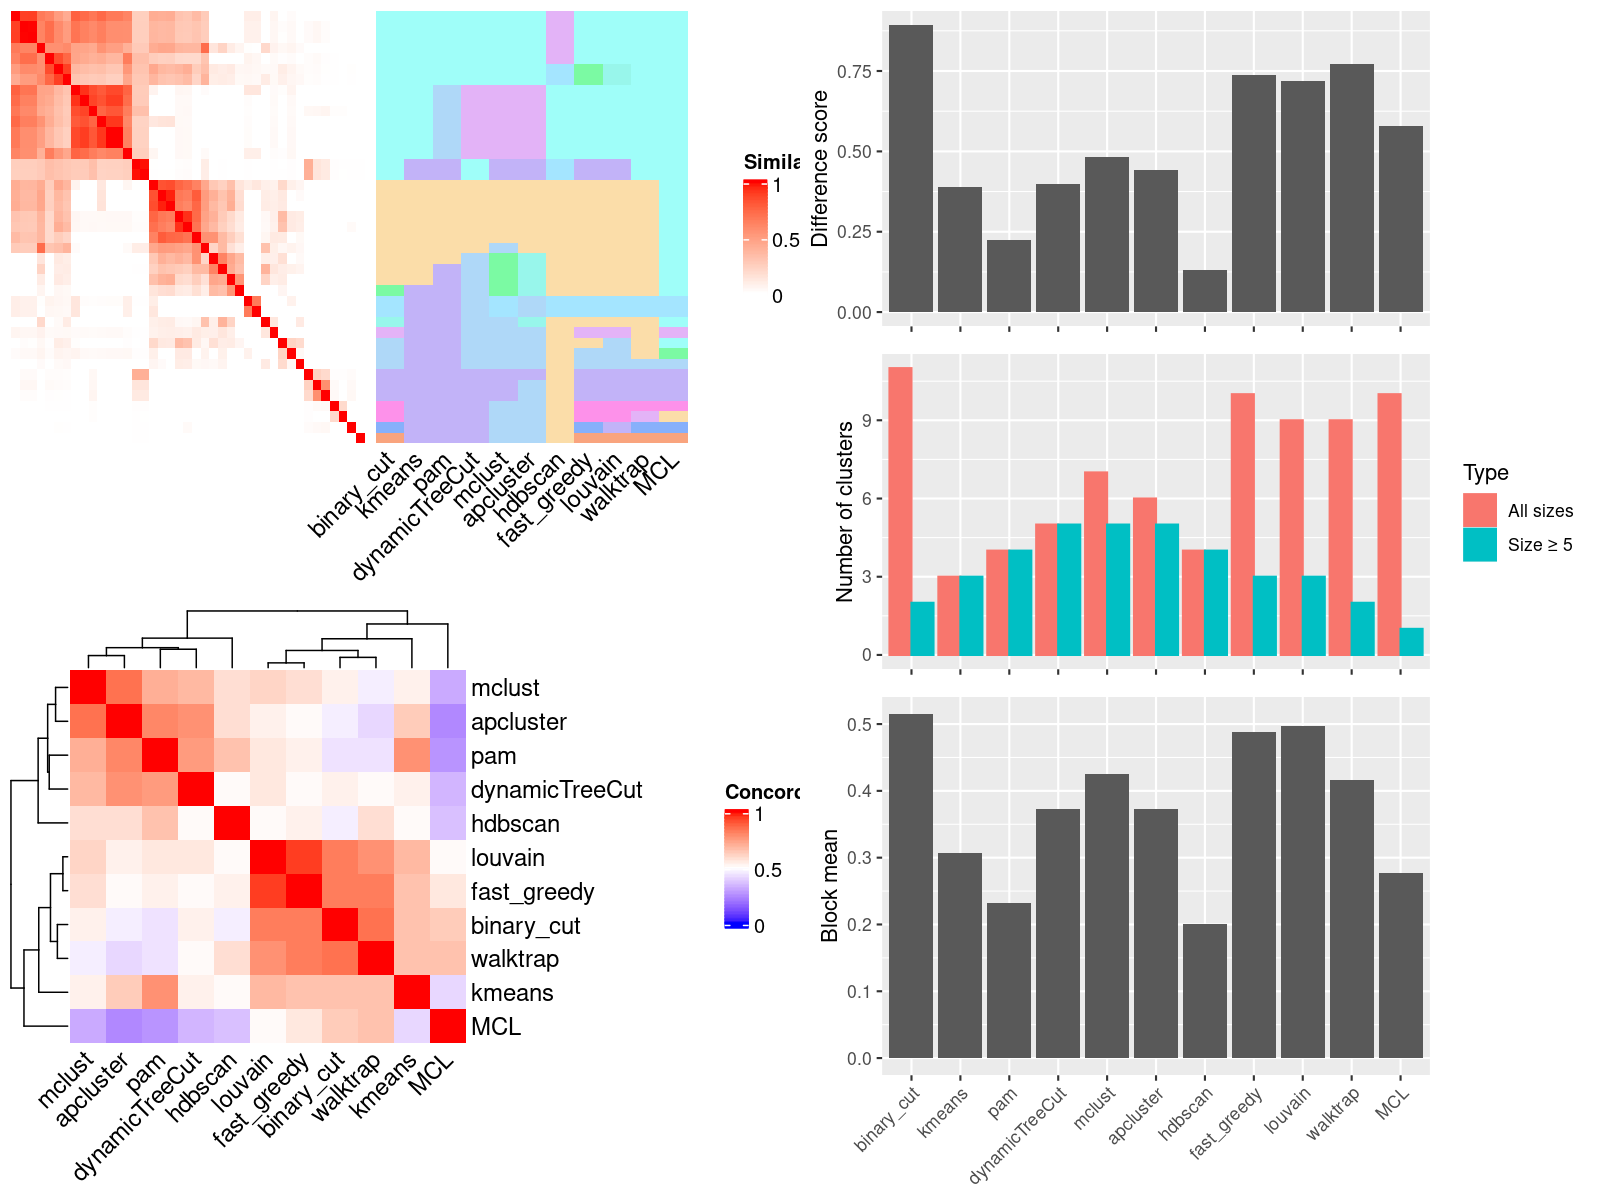 Simila
1
0.5
0
binary_cut
kmeans
pam
dynamicTreeCut
mclust
apcluster
hdbscan
fast_greedy
louvain
walktrap
MCL
mclust
apcluster
pam
dynamicTreeCut
hdbscan
louvain
fast_greedy
binary_cut
walktrap
kmeans
MCL
Concord
1
0.5
0
mclust
apcluster
pam
dynamicTreeCut
hdbscan
louvain
fast_greedy
binary_cut
walktrap
kmeans
MCL
Difference score
0.75
0.50
0.25
0.00
Number of clusters
9
6
3
0
Type
All sizes
Size ≥ 5
Block mean
0.5
0.4
0.3
0.2
0.1
0.0
binary_cut
kmeans
pam
dynamicTreeCut
mclust
apcluster
hdbscan
fast_greedy
louvain
walktrap
MCL